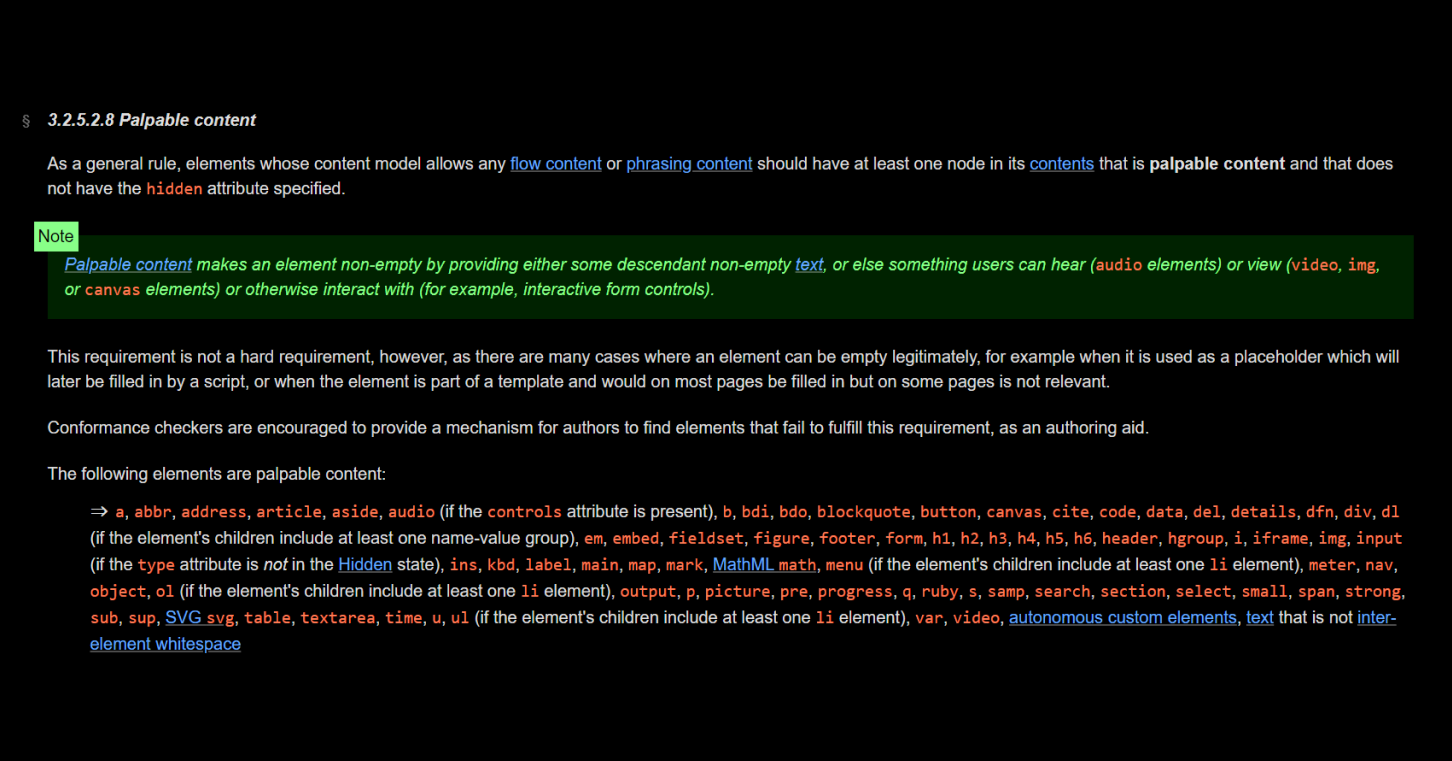 § 3.2.5.2.8 Palpable content
As a general rule, elements whose content model allows any flow content or phrasing content should have at least one node in its contents that is palpable content and that does
not have the hidden attribute specified.
Note
Palpable content makes an element non-empty by providing either some descendant non-empty text, or else something users can hear (audio elements) or view (video, img,
or canvas elements) or otherwise interact with (for example, interactive form controls).
This requirement is not a hard requirement, however, as there are many cases where an element can be empty legitimately, for example when it is used as a placeholder which will
later be filled in by a script, or when the element is part of a template and would on most pages be filled in but on some pages is not relevant.
Conformance checkers are encouraged to provide a mechanism for authors to find elements that fail to fulfill this requirement, as an authoring aid.
The following elements are palpable content:
⇒ a, abbr, address, article, aside, audio (if the controls attribute is present), b, bdi, bdo, blockquote, button, canvas, cite, code, data, del, details, dfn, div, dl
(if the element's children include at least one name-value group), em, embed, fieldset, figure, footer, form, h1, h2, h3, h4, h5, h6, header, hgroup, i, iframe, img, input
(if the type attribute is not in the Hidden state), ins, kbd, label, main, map, mark, MathML math, menu (if the element's children include at least one li element), meter, nav,
object, ol (if the element's children include at least one li element), output, p, picture, pre, progress, q, ruby, s, samp, search, section, select, small, span, strong,
sub, sup, SVG svg, table, textarea, time, u, ul (if the element's children include at least one li element), var, video, autonomous custom elements, text that is not inter-
element whitespace